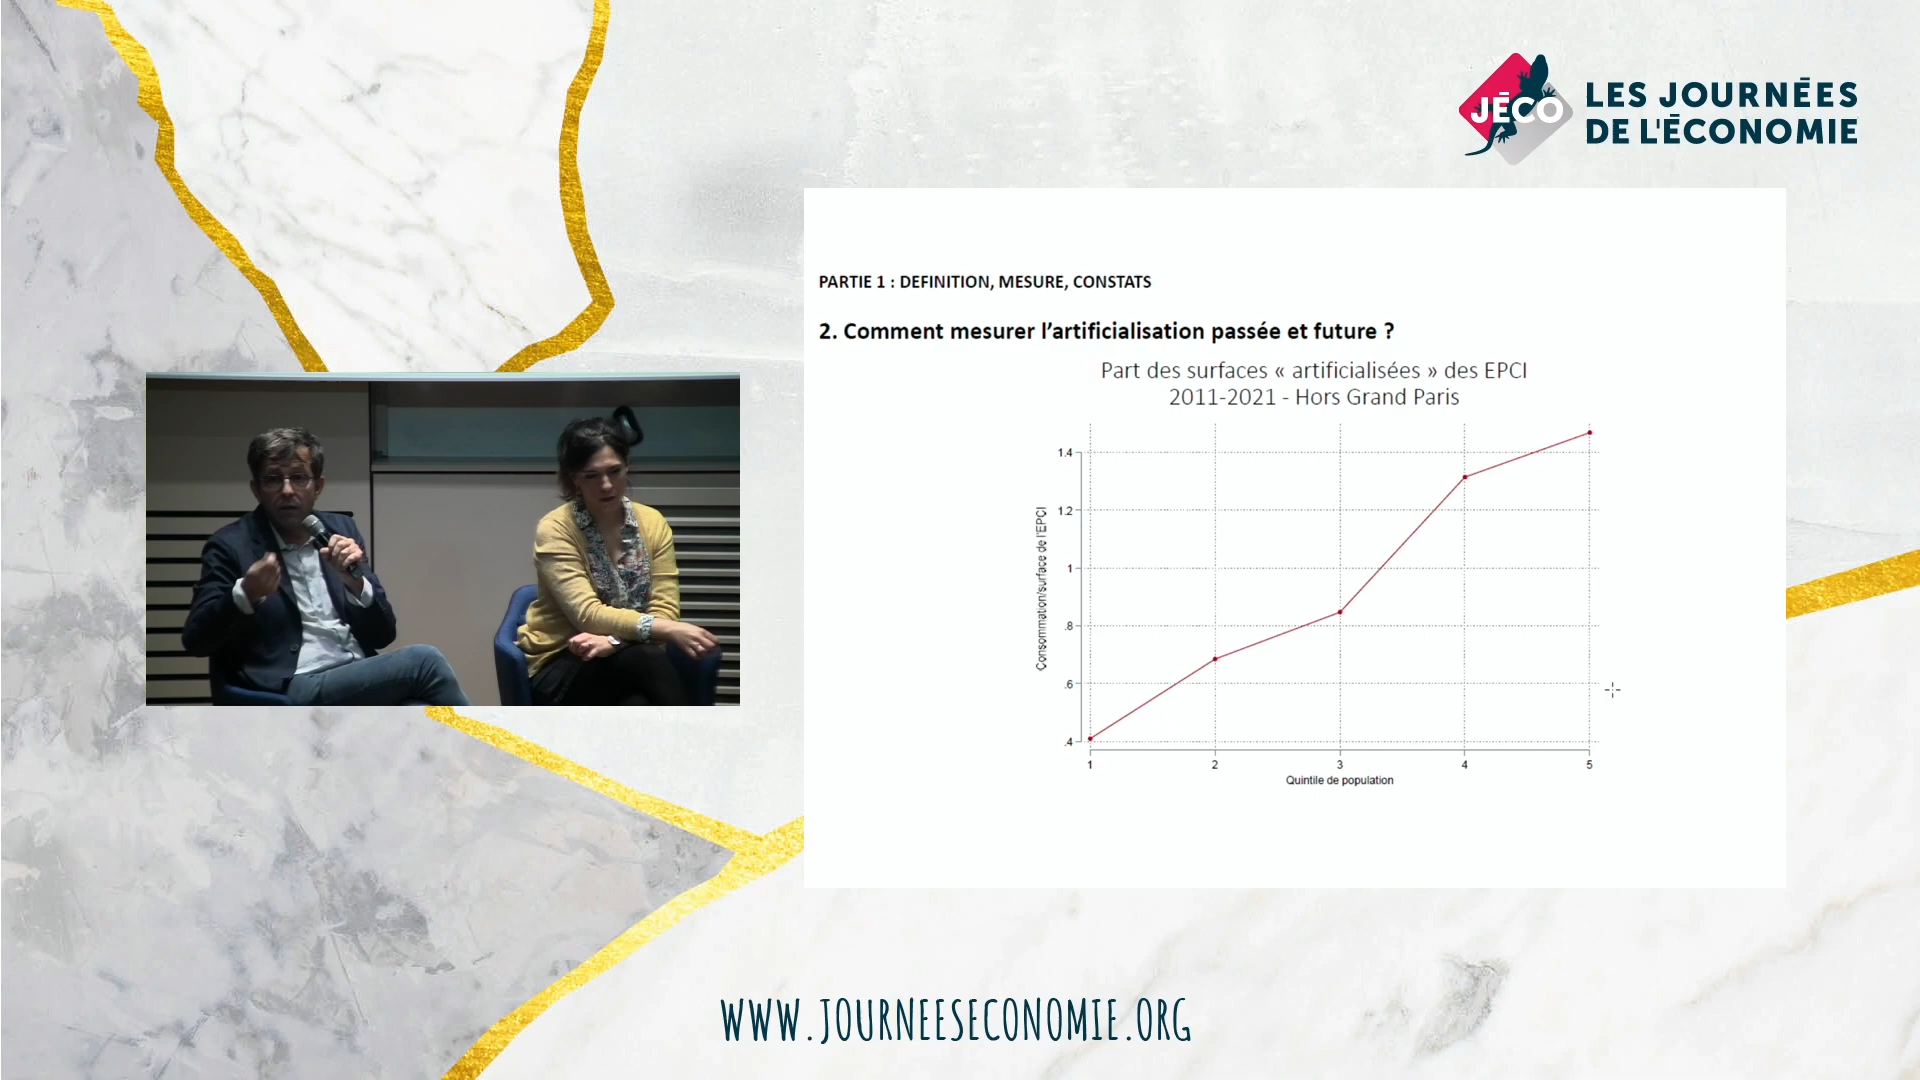 JÉCO
LES JOURNÉES
DE L'ÉCONOMIE
PARTIE 1 : DEFINITION, MESURE, CONSTATS
2. Comment mesurer l’artificialisation passée et future ?
Part des surfaces « artificialisées » des EPCI
2011-2021 - Hors Grand Paris
Consommation/surface de l'EPCI
1.4
1.2
1
.8
.6
.4
1 2 3 4 5
Quintile de population
WWW.JOURNEESECONOMIE.ORG